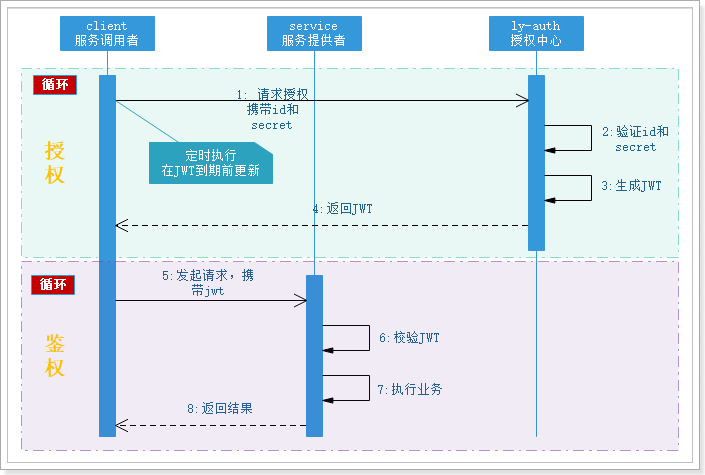 client
服务调用者
service
服务提供者
ly-auth
授权中心
循环
授
权
1: 请求授权
携带id和
secret
定时执行
在JWT到期前更新
2:验证id和
secret
3:生成JWT
4:返回JWT
循环
鉴
权
5:发起请求，携
带jwt
6:校验JWT
7:执行业务
8:返回结果